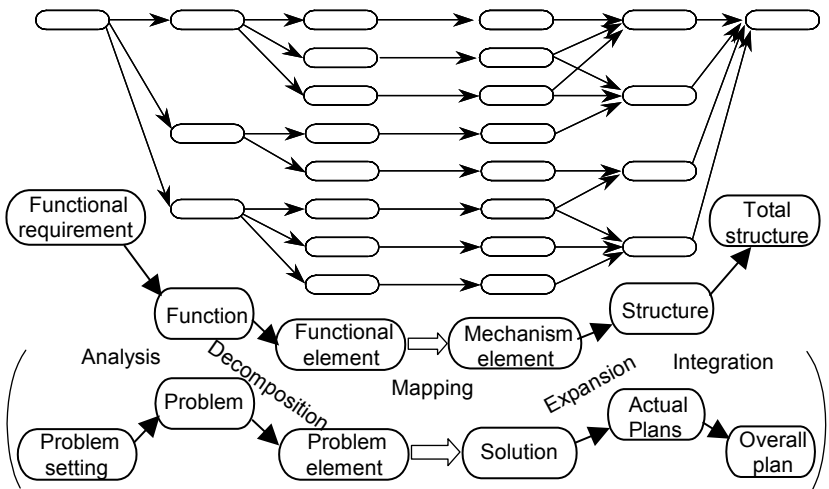 Functional
requirement
Total
structure
Function
Structure
Functional
element
Mechanism
element
Analysis
Decomposition
Mapping
Expansion
Integration
Problem
setting
Problem
Problem
element
Solution
Actual
Plans
Overall
plan